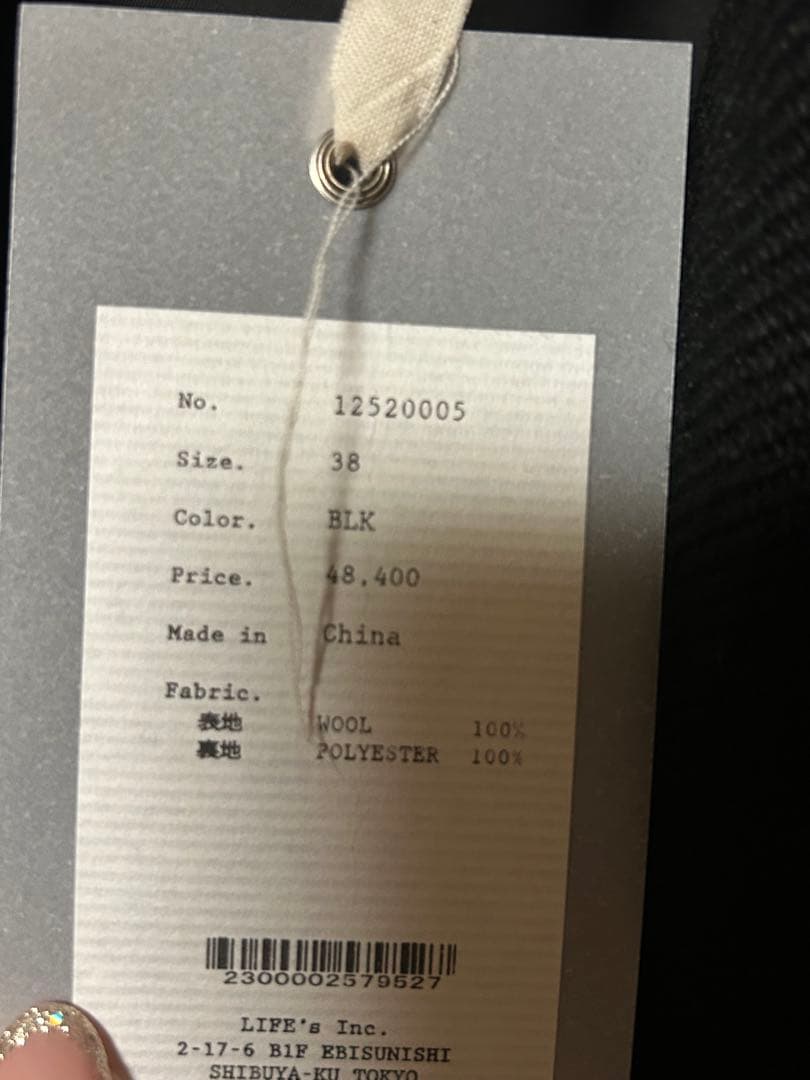 No. 12520005
Size. 38
Color. BLK
Price. 48,400
Made in China
Fabric.
表地 WOOL 100%
裏地 POLYESTER 100%
2300002579527
LIFE's Inc.
2-17-6 B1F EBISUNISHI
SHIBUYA-KU TOKYO